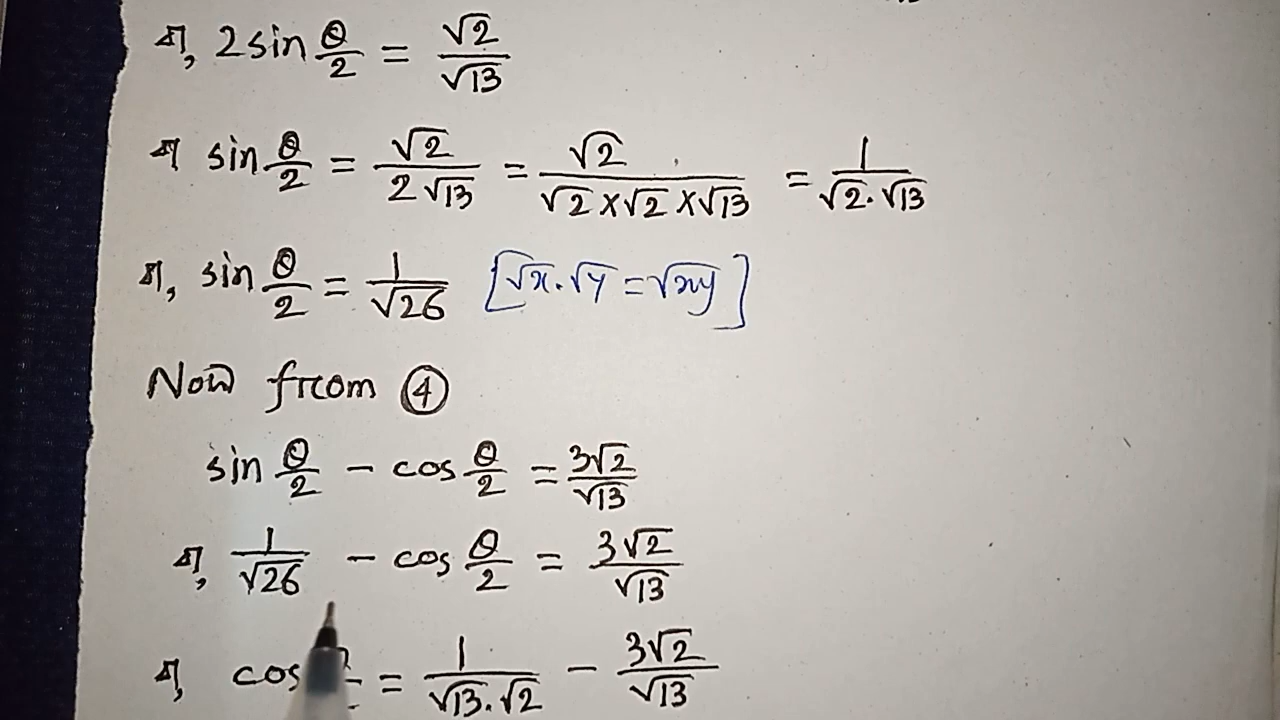 বা, 2 sin θ/2 = √2/√13
বা sin θ/2 = √2/2√13 = √2/√2×√2×√13 = 1/√2.√13
বা, sin θ/2 = 1/√26 [√x.√y = √xy]
Now from ④
sin θ/2 - cos θ/2 = 3√2/√13
বা, 1/√26 - cos θ/2 = 3√2/√13
বা, cos = 1/√13.√2 - 3√2/√13